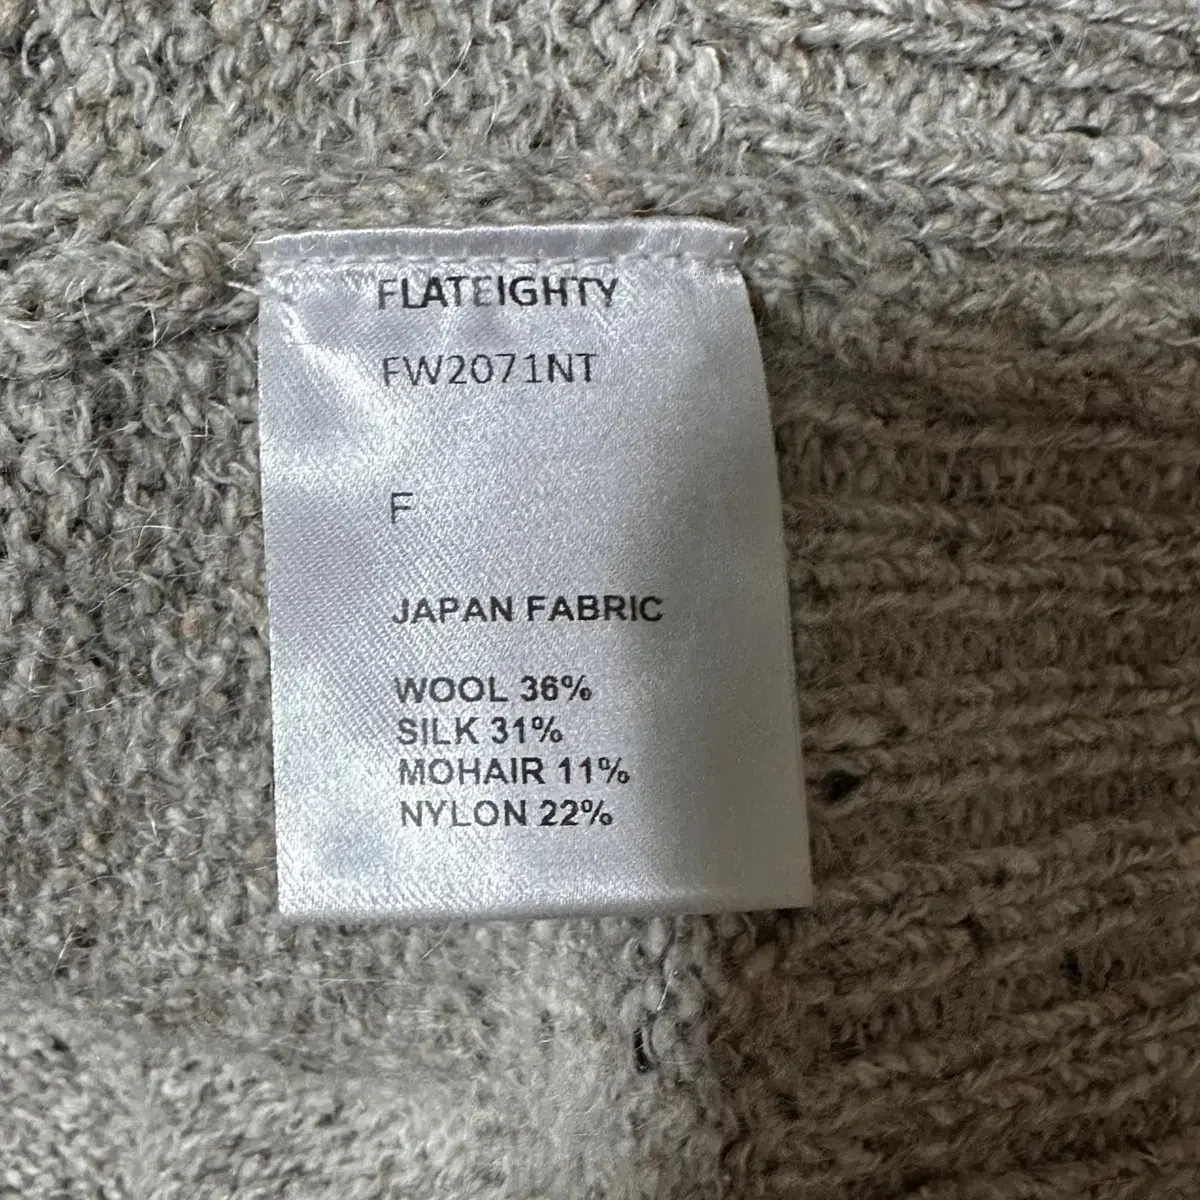 FLATEIGHTY
FW2071NT
F
JAPAN FABRIC
WOOL 36%
SILK 31%
MOHAIR 11%
NYLON 22%